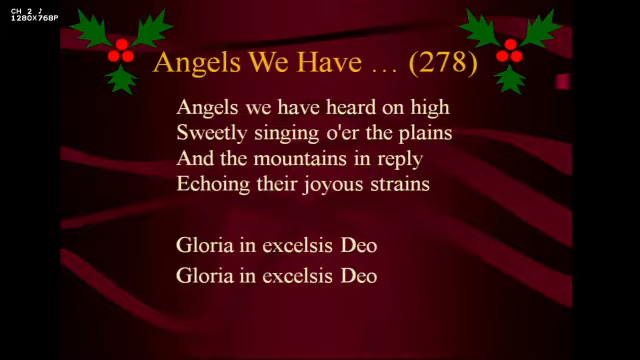 CH 2 ♪
1280X768P
Angels We Have … (278)
Angels we have heard on high
Sweetly singing o'er the plains
And the mountains in reply
Echoing their joyous strains
Gloria in excelsis Deo
Gloria in excelsis Deo